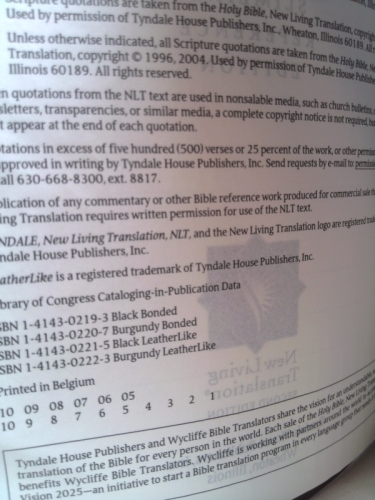 Scripture quotations are taken from the Holy Bible, New Living Translation, copyright
Used by permission of Tyndale House Publishers, Inc., Wheaton, Illinois 60189. All
Unless otherwise indicated, all Scripture quotations are taken from the Holy Bible, New
Translation, copyright © 1996, 2004. Used by permission of Tyndale House Publishers
Illinois 60189. All rights reserved.
n quotations from the NLT text are used in nonsalable media, such as church bulletins,
sletters, transparencies, or similar media, a complete copyright notice is not required, but
t appear at the end of each quotation.
tations in excess of five hundred (500) verses or 25 percent of the work, or other permission
approved in writing by Tyndale House Publishers, Inc. Send requests by e-mail to: permission
all 630-668-8300, ext. 8817.
lication of any commentary or other Bible reference work produced for commercial sale that
ing Translation requires written permission for use of the NLT text.
NDALE, New Living Translation, NLT, and the New Living Translation logo are registered trade
ndale House Publishers, Inc.
eatherLike is a registered trademark of Tyndale House Publishers, Inc.
brary of Congress Cataloging-in-Publication Data
SBN 1-4143-0219-3 Black Bonded
SBN 1-4143-0220-7 Burgundy Bonded
SBN 1-4143-0221-5 Black LeatherLike
SBN 1-4143-0222-3 Burgundy LeatherLike
Printed in Belgium
10 09 08 07 06 05
10 9 8 7 6 5 4 3 2 1
Tyndale House Publishers and Wycliffe Bible Translators share the vision for an understandable,
translation of the Bible for every person in the world. Each sale of the Holy Bible, New Living
benefits Wycliffe Bible Translators. Wycliffe is working with partners around the world to
Vision 2025—an initiative to start a Bible translation program in every language group that
New Living
Translation
SECOND EDITION